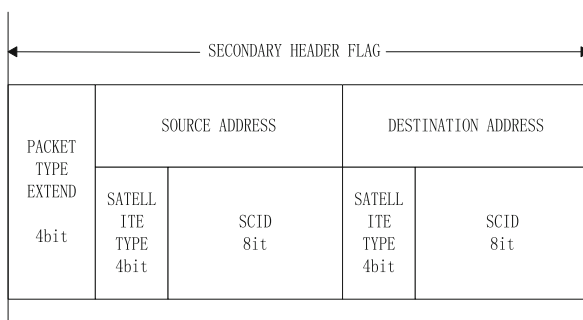 SECONDARY HEADER FLAG
PACKET
TYPE
EXTEND
4bit
SOURCE ADDRESS
DESTINATION ADDRESS
SATELL
ITE
TYPE
4bit
SCID
8it
SATELL
ITE
TYPE
4bit
SCID
8it